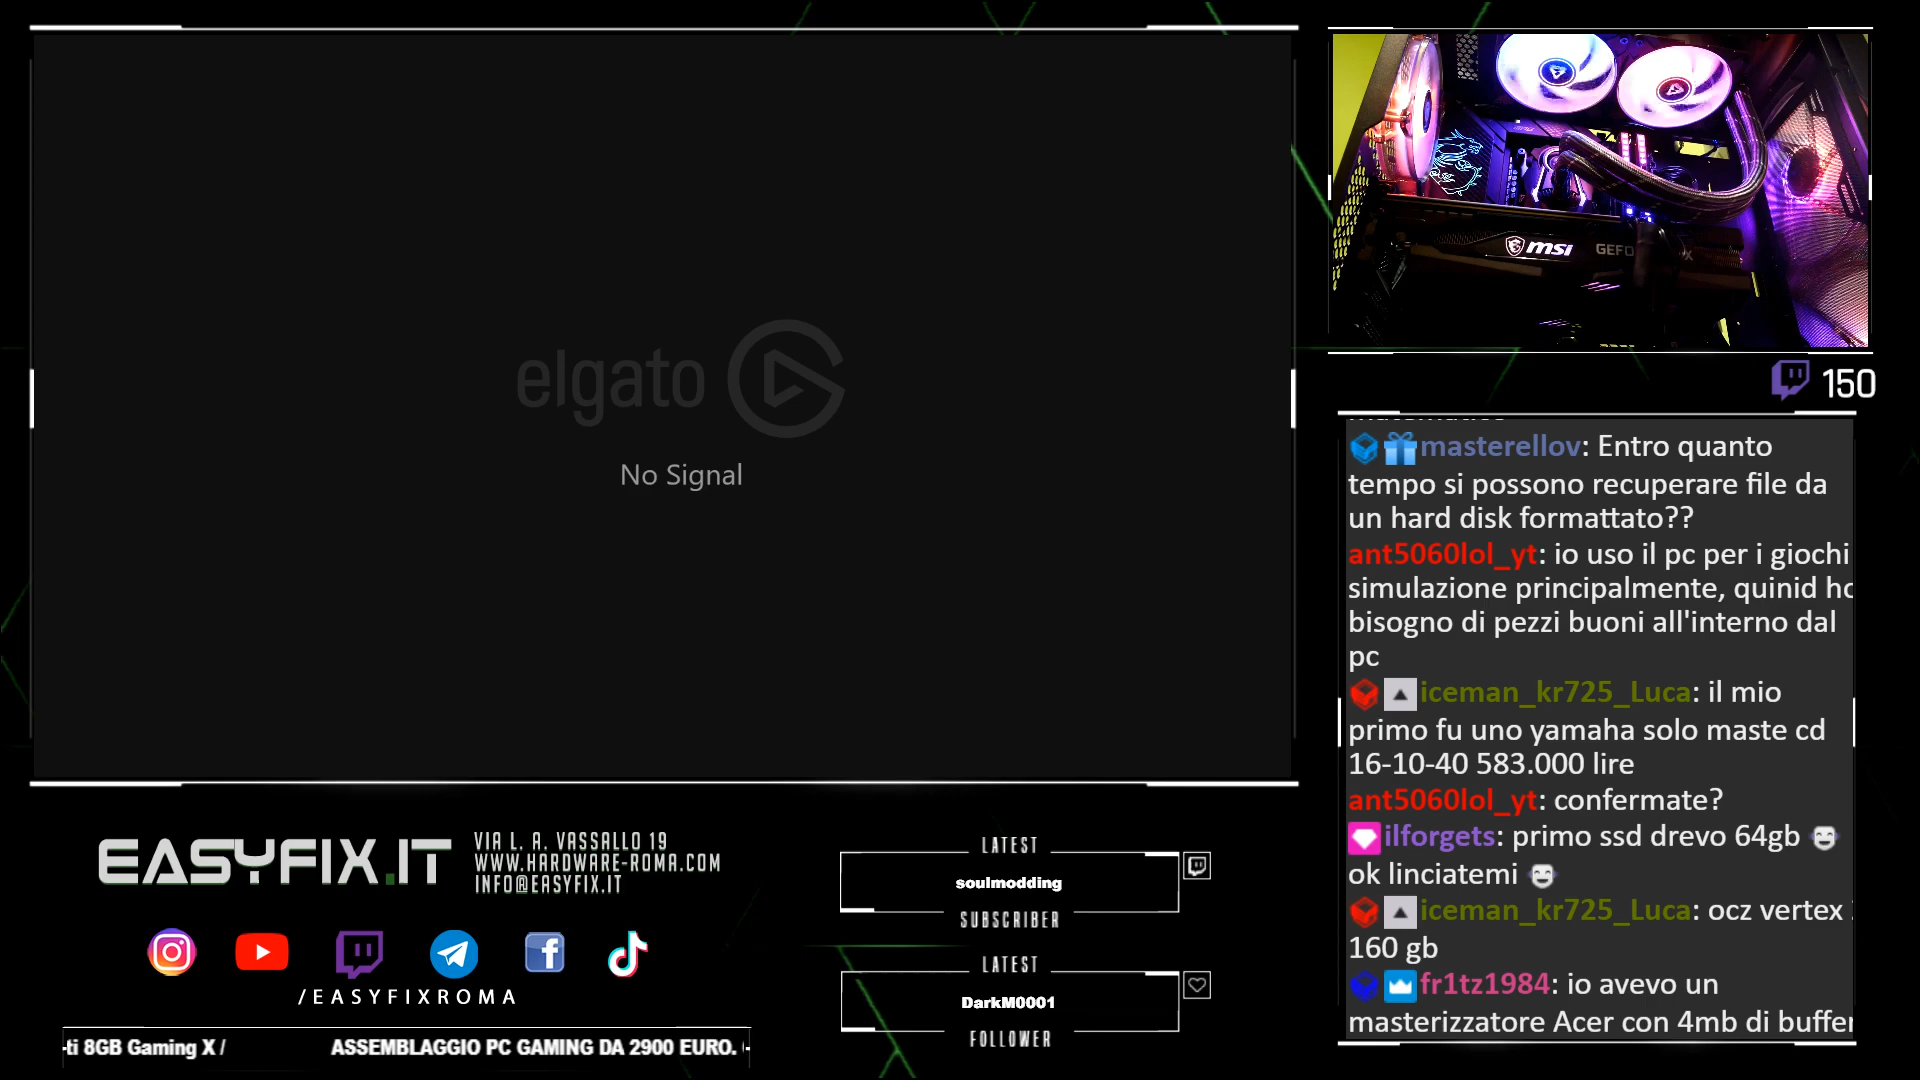 elgato
No Signal
msi GEFO
150
masterellov: Entro quanto
tempo si possono recuperare file da
un hard disk formattato??
ant5060lol_yt: io uso il pc per i giochi
simulazione principalmente, quinid ho
bisogno di pezzi buoni all'interno dal
pc
iceman_kr725_Luca: il mio
primo fu uno yamaha solo maste cd
16-10-40 583.000 lire
ant5060lol_yt: confermate?
ilforgets: primo ssd drevo 64gb
ok linciatemi
iceman_kr725_Luca: ocz vertex
160 gb
fr1tz1984: io avevo un
masterizzatore Acer con 4mb di buffer
EASYFIX.IT
VIA L. A. VASSALLO 19
WWW.HARDWARE-ROMA.COM
INFO@EASYFIX.IT
/EASYFIXROMA
-ti 8GB Gaming X / ASSEMBLAGGIO PC GAMING DA 2900 EURO.
LATEST
soulmodding
SUBSCRIBER
LATEST
DarkM0001
FOLLOWER